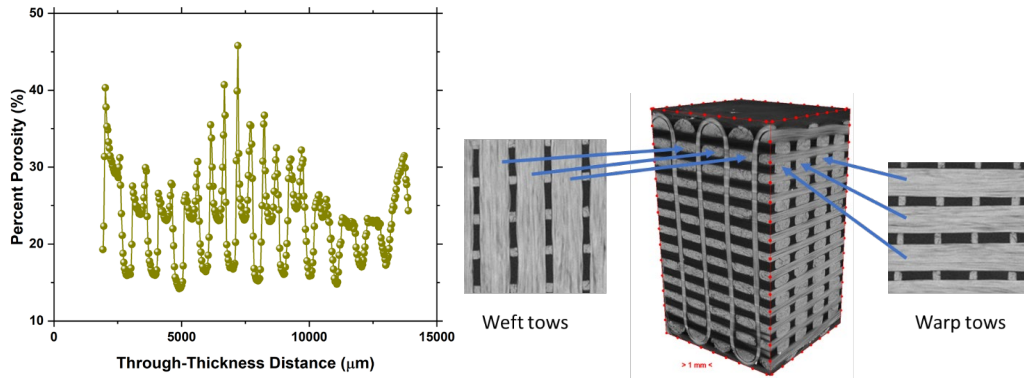 50
40
30
20
10
Percent Porosity (%)
0
5000
10000
15000
Through-Thickness Distance (μm)
Weft tows
> 1 mm <
Warp tows